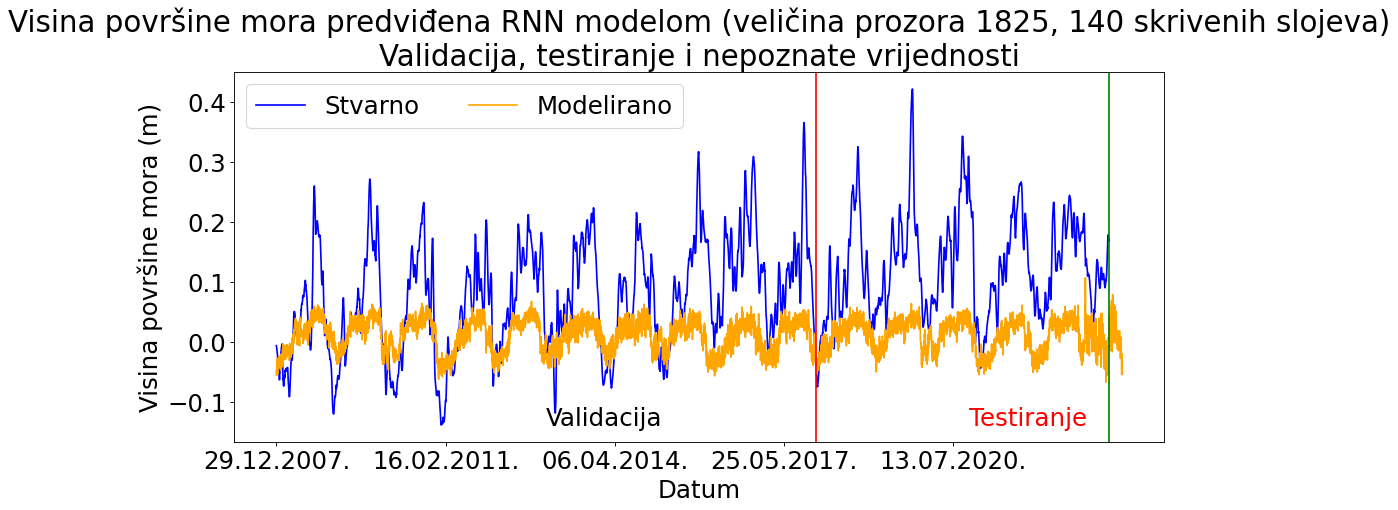 Visina površine mora predviđena RNN modelom (veličina prozora 1825, 140 skrivenih slojeva)
Validacija, testiranje i nepoznate vrijednosti
Stvarno Modelirano
Visina površine mora (m)
0.4
0.3
0.2
0.1
0.0
−0.1
Validacija Testiranje
29.12.2007. 16.02.2011. 06.04.2014. 25.05.2017. 13.07.2020.
Datum